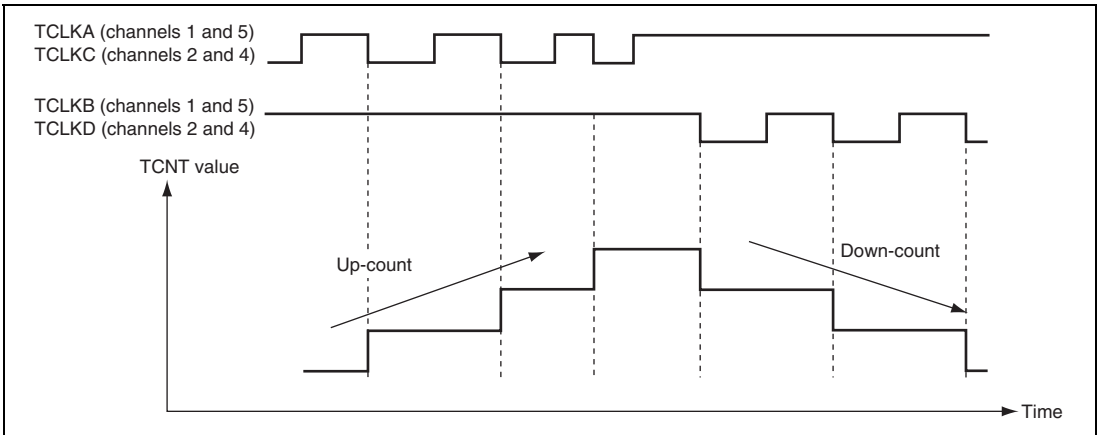 TCLKA (channels 1 and 5)
TCLKC (channels 2 and 4)
TCLKB (channels 1 and 5)
TCLKD (channels 2 and 4)
TCNT value
Up-count
Down-count
Time